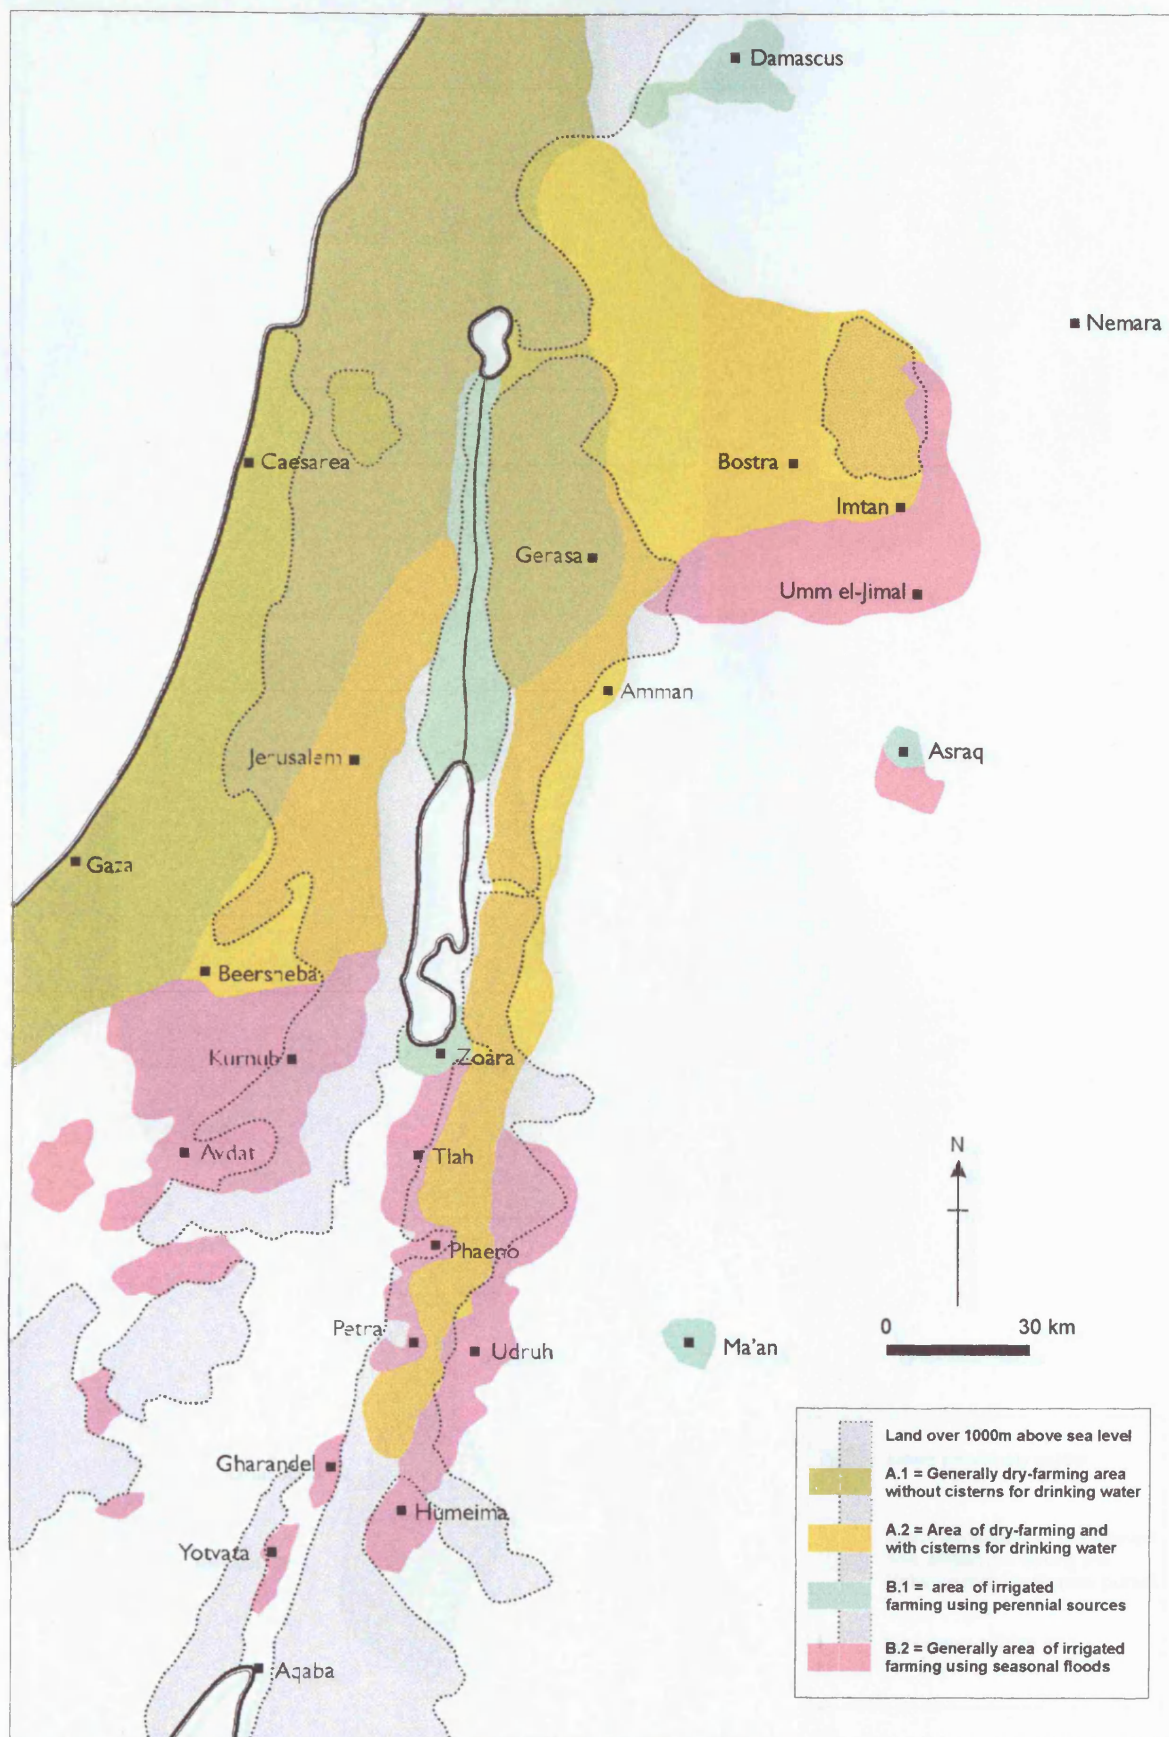 Damascus
Nemara
Caesarea
Bostra
Imtan
Gerasa
Umm el-Jimal
Amman
Jerusalem
Asraq
Gaza
Beersheba
Kurnub
Zoara
Avdat
Tlah
N
Phaeno
Petra
Udruh
Ma'an
0 30 km
Gharandel
Humeima
Yotvata
Aqaba
Land over 1000m above sea level
A.1 = Generally dry-farming area
without cisterns for drinking water
A.2 = Area of dry-farming and
with cisterns for drinking water
B.1 = area of irrigated
farming using perennial sources
B.2 = Generally area of irrigated
farming using seasonal floods